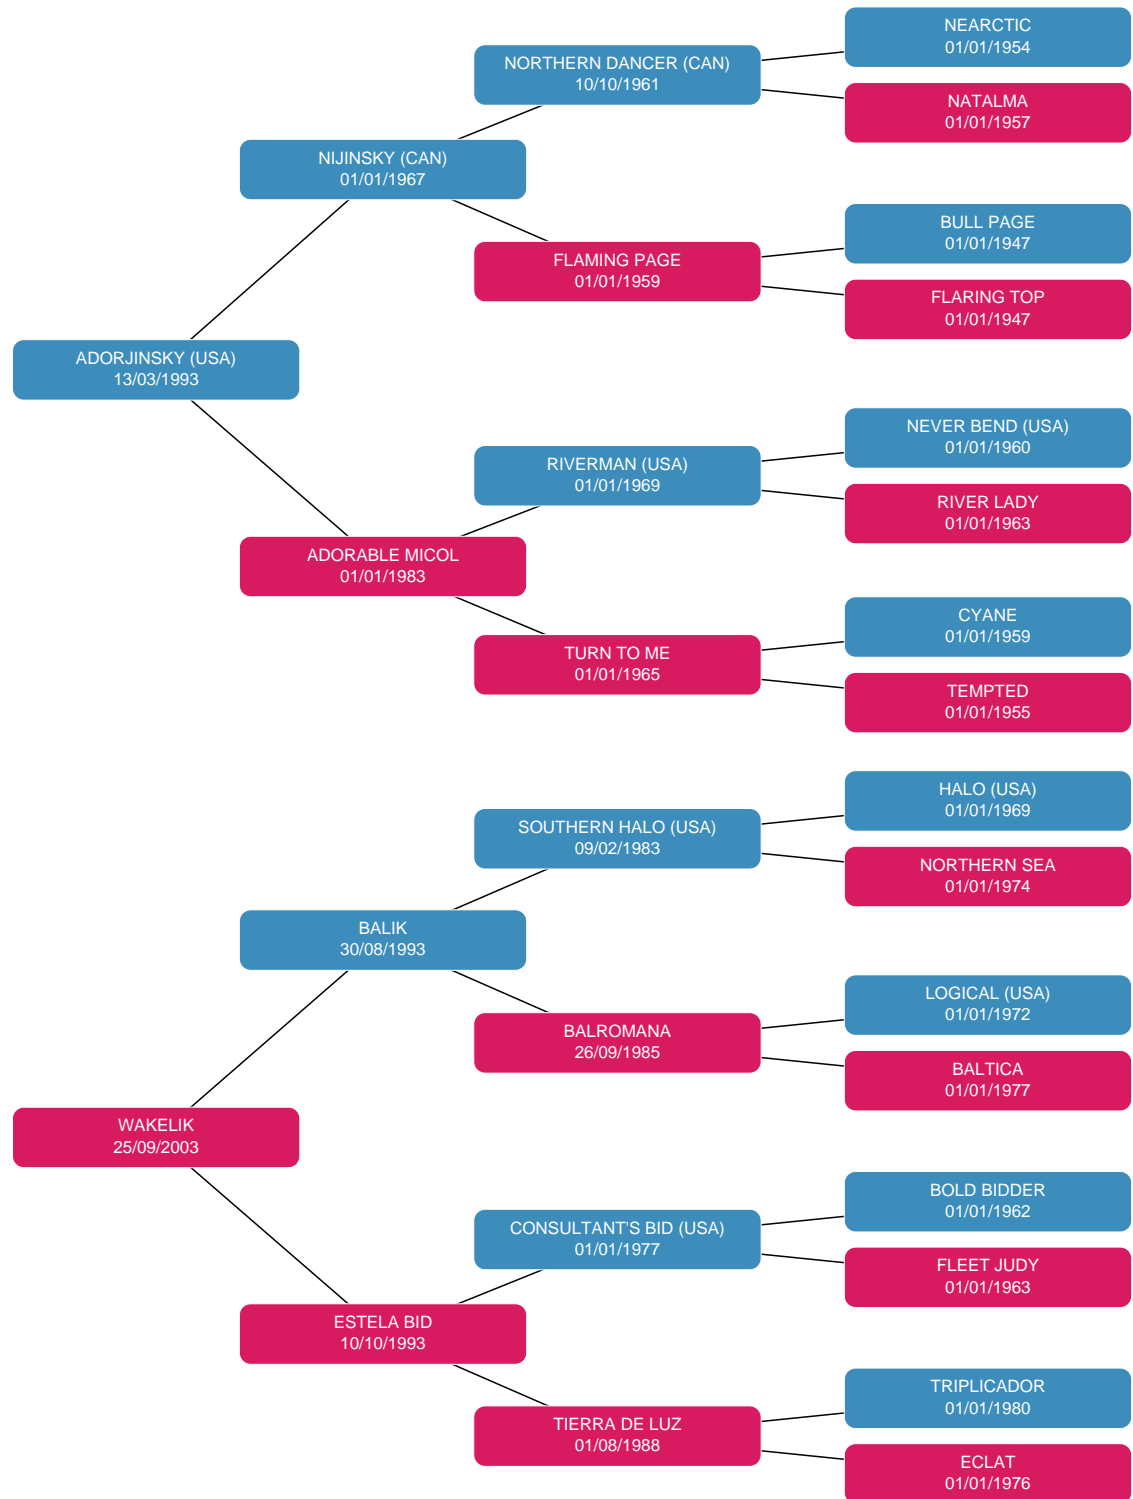 NEARCTIC
01/01/1954
NORTHERN DANCER (CAN)
10/10/1961
NATALMA
01/01/1957
NIJINSKY (CAN)
01/01/1967
BULL PAGE
01/01/1947
FLAMING PAGE
01/01/1959
FLARING TOP
01/01/1947
ADORJINSKY (USA)
13/03/1993
NEVER BEND (USA)
01/01/1960
RIVERMAN (USA)
01/01/1969
RIVER LADY
01/01/1963
ADORABLE MICOL
01/01/1983
CYANE
01/01/1959
TURN TO ME
01/01/1965
TEMPTED
01/01/1955
HALO (USA)
01/01/1969
SOUTHERN HALO (USA)
09/02/1983
NORTHERN SEA
01/01/1974
BALIK
30/08/1993
LOGICAL (USA)
01/01/1972
BALROMANA
26/09/1985
BALTICA
01/01/1977
WAKELIK
25/09/2003
BOLD BIDDER
01/01/1962
CONSULTANT'S BID (USA)
01/01/1977
FLEET JUDY
01/01/1963
ESTELA BID
10/10/1993
TRIPLICADOR
01/01/1980
TIERRA DE LUZ
01/08/1988
ECLAT
01/01/1976